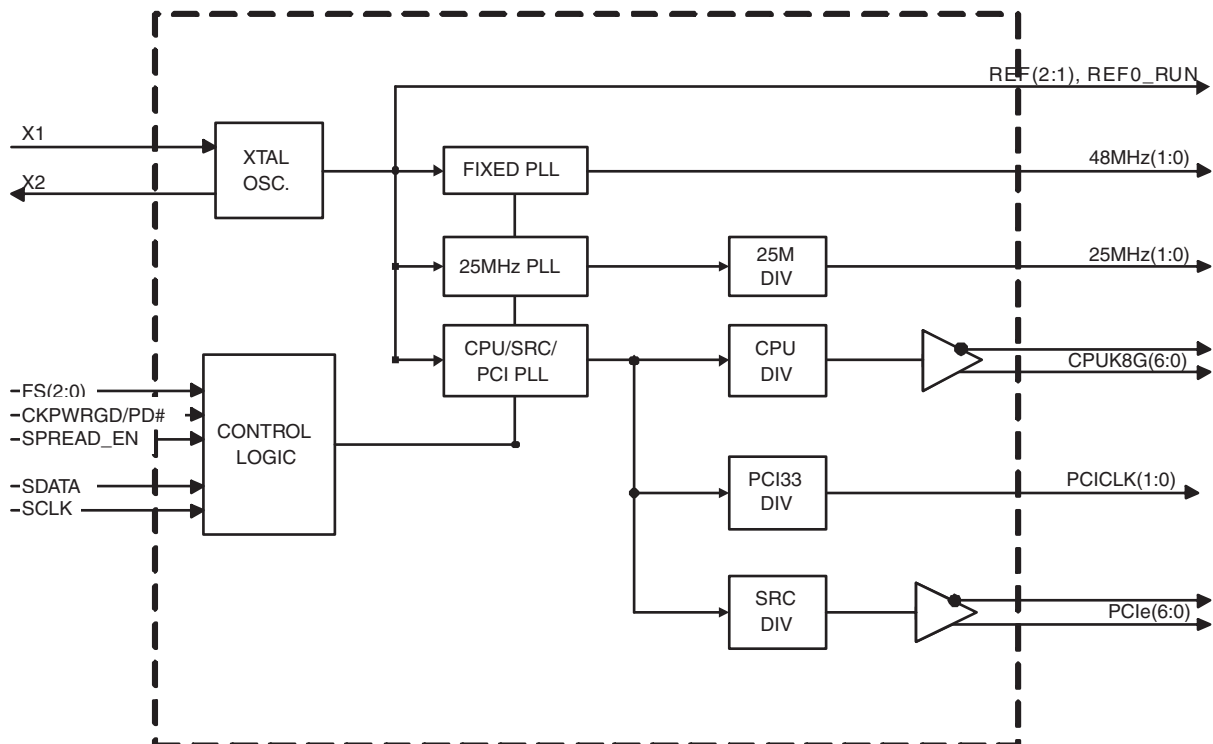 REF(2:1), REF0_RUN
X1
XTAL
OSC.
X2
FIXED PLL
48MHz(1:0)
25MHz PLL
25M
DIV
25MHz(1:0)
CPU/SRC/
PCI PLL
CPU
DIV
CPUK8G(6:0)
FS(2:0)
CKPWRGD/PD#
SPREAD_EN
SDATA
SCLK
CONTROL
LOGIC
PCI33
DIV
PCICLK(1:0)
SRC
DIV
PCIe(6:0)